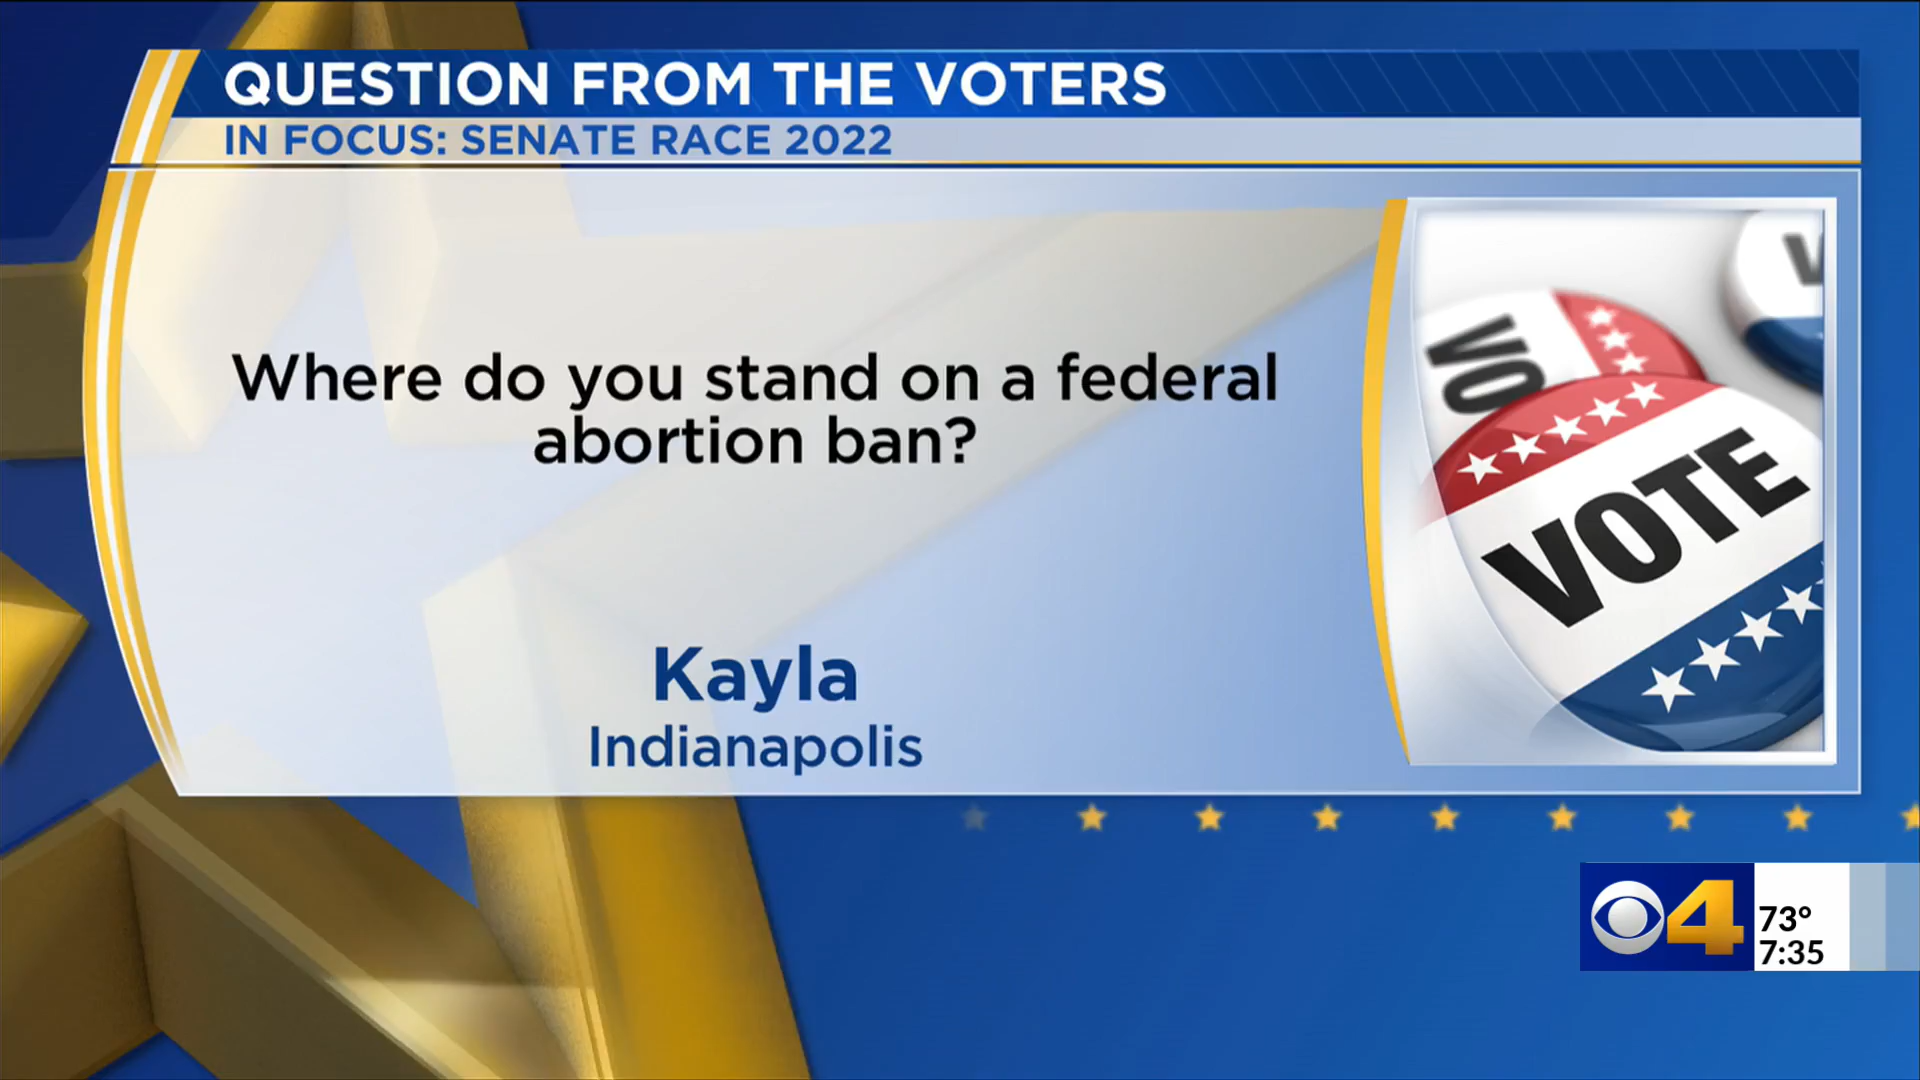 QUESTION FROM THE VOTERS
IN FOCUS: SENATE RACE 2022
Where do you stand on a federal
abortion ban?
Kayla
Indianapolis
V
VO
VOTE
4
73°
7:35